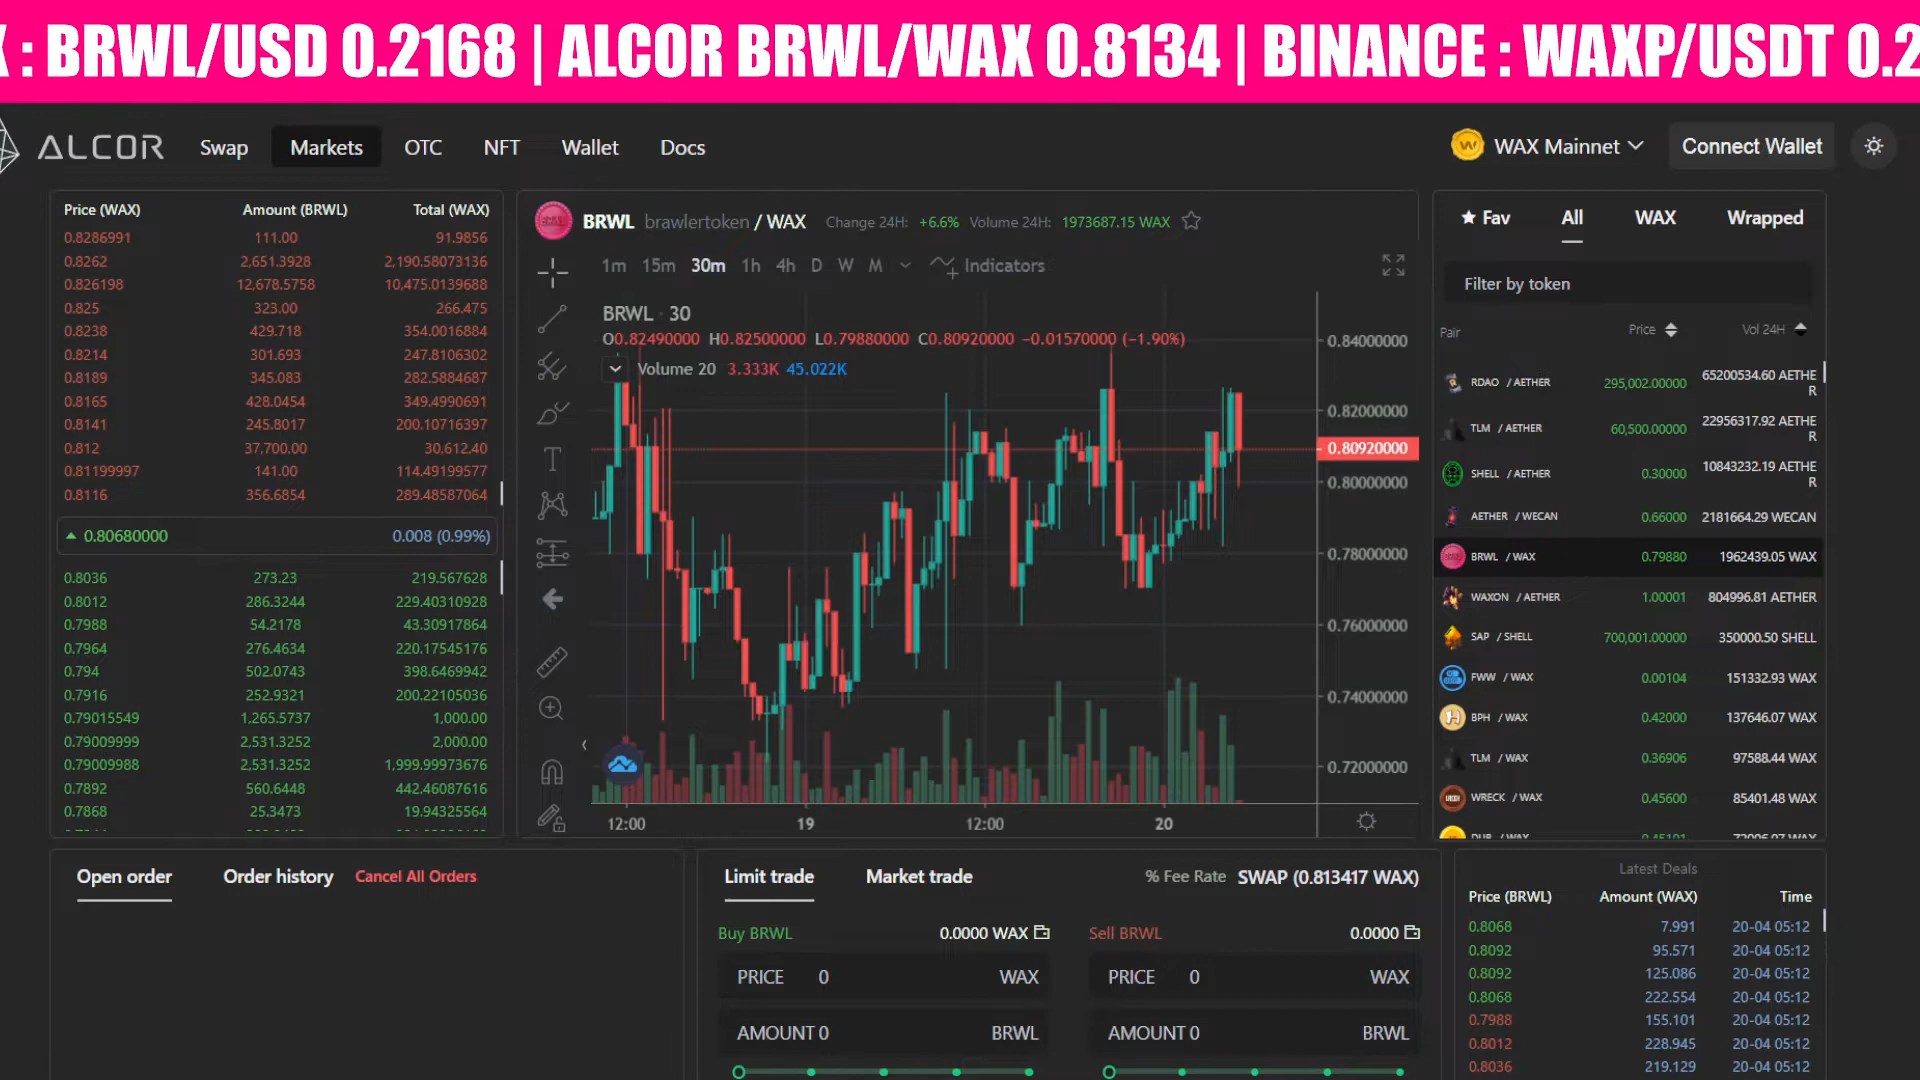 : BRWL/USD 0.2168 | ALCOR BRWL/WAX 0.8134 | BINANCE : WAXP/USDT
ALCOR Swap Markets OTC NFT Wallet Docs WAX Mainnet Connect Wallet
Price (WAX) Amount (BRWL) Total (WAX)
0.8286991 111.00 91.9856
0.8262 2,651.3928 2,190.58073136
0.826198 12,678.5758 10,475.0139688
0.825 323.00 266.475
0.8238 429.718 354.0016884
0.8214 301.693 247.8106302
0.8189 345.083 282.5884687
0.8165 428.0454 349.4990691
0.8141 245.8017 200.10716397
0.812 37,700.00 30,612.40
0.81199997 141.00 114.49199577
0.8116 356.6854 289.48587064
0.80680000 0.008 (0.99%)
0.8036 273.23 219.567628
0.8012 286.3244 229.40310928
0.7988 54.2178 43.30917864
0.7964 276.4634 220.17545176
0.794 502.0743 398.6469942
0.7916 252.9321 200.22105036
0.79015549 1,265.5737 1,000.00
0.79009999 2,531.3252 2,000.00
0.79009988 2,531.3252 1,999.99973676
0.7892 560.6448 442.46087616
0.7868 25.3473 19.94325564
BRWL brawlertoken / WAX Change 24H: +6.6% Volume 24H: 1973687.15 WAX
1m 15m 30m 1h 4h D W M Indicators
BRWL · 30
O0.82490000 H0.82500000 L0.79880000 C0.80920000 −0.01570000 (−1.90%)
Volume 20 3.333K 45.022K
0.84000000
0.82000000
0.80920000
0.80000000
0.78000000
0.76000000
0.74000000
0.72000000
12:00 19 12:00 20
Fav All WAX Wrapped
Filter by token
Pair Price Vol 24H
RDAO / AETHER 295,002.00000 65200534.60 AETHE
R
TLM / AETHER 60,500.00000 22956317.92 AETHE
R
SHELL / AETHER 0.30000 10843232.19 AETHE
R
AETHER / WECAN 0.66000 2181664.29 WECAN
BRWL / WAX 0.79880 1962439.05 WAX
WAXON / AETHER 1.00001 804996.81 AETHER
SAP / SHELL 700,001.00000 350000.50 SHELL
FWW / WAX 0.00104 151332.93 WAX
BPH / WAX 0.42000 137646.07 WAX
TLM / WAX 0.36906 97588.44 WAX
WRECK / WAX 0.45600 85401.48 WAX
Open order Order history Cancel All Orders
Limit trade Market trade % Fee Rate SWAP (0.813417 WAX)
Buy BRWL 0.0000 WAX Sell BRWL 0.0000
PRICE 0 WAX PRICE 0 WAX
AMOUNT 0 BRWL AMOUNT 0 BRWL
Latest Deals
Price (BRWL) Amount (WAX) Time
0.8068 7.991 20-04 05:12
0.8092 95.571 20-04 05:12
0.8092 125.086 20-04 05:12
0.8068 222.554 20-04 05:12
0.7988 155.101 20-04 05:12
0.8012 228.945 20-04 05:12
0.8036 219.129 20-04 05:12